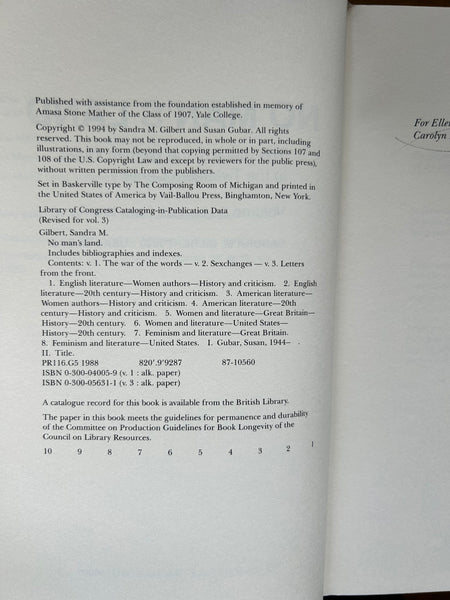 Published with assistance from the foundation established in memory of
Amasa Stone Mather of the Class of 1907, Yale College.
Copyright © 1994 by Sandra M. Gilbert and Susan Gubar. All rights
reserved. This book may not be reproduced, in whole or in part, including
illustrations, in any form (beyond that copying permitted by Sections 107 and
108 of the U.S. Copyright Law and except by reviewers for the public press),
without written permission from the publishers.
Set in Baskerville type by The Composing Room of Michigan and printed in
the United States of America by Vail-Ballou Press, Binghamton, New York.
Library of Congress Cataloging-in-Publication Data
(Revised for vol. 3)
Gilbert, Sandra M.
No man's land.
Includes bibliographies and indexes.
Contents: v. 1. The war of the words — v. 2. Sexchanges — v. 3. Letters
from the front.
1. English literature—Women authors—History and criticism. 2. English
literature—20th century—History and criticism. 3. American literature—
Women authors—History and criticism. 4. American literature—20th
century—History and criticism. 5. Women and literature—Great Britain—
History—20th century. 6. Women and literature—United States—
History—20th century. 7. Feminism and literature—Great Britain.
8. Feminism and literature—United States. I. Gubar, Susan, 1944–
II. Title.
PR116.G5 1988 820'.9'9287 87-10560
ISBN 0-300-04005-9 (v. 1 : alk. paper)
ISBN 0-300-05631-1 (v. 3 : alk. paper)
A catalogue record for this book is available from the British Library.
The paper in this book meets the guidelines for permanence and durability
of the Committee on Production Guidelines for Book Longevity of the
Council on Library Resources.
10 9 8 7 6 5 4 3 2 1
For Elle
Carolyn